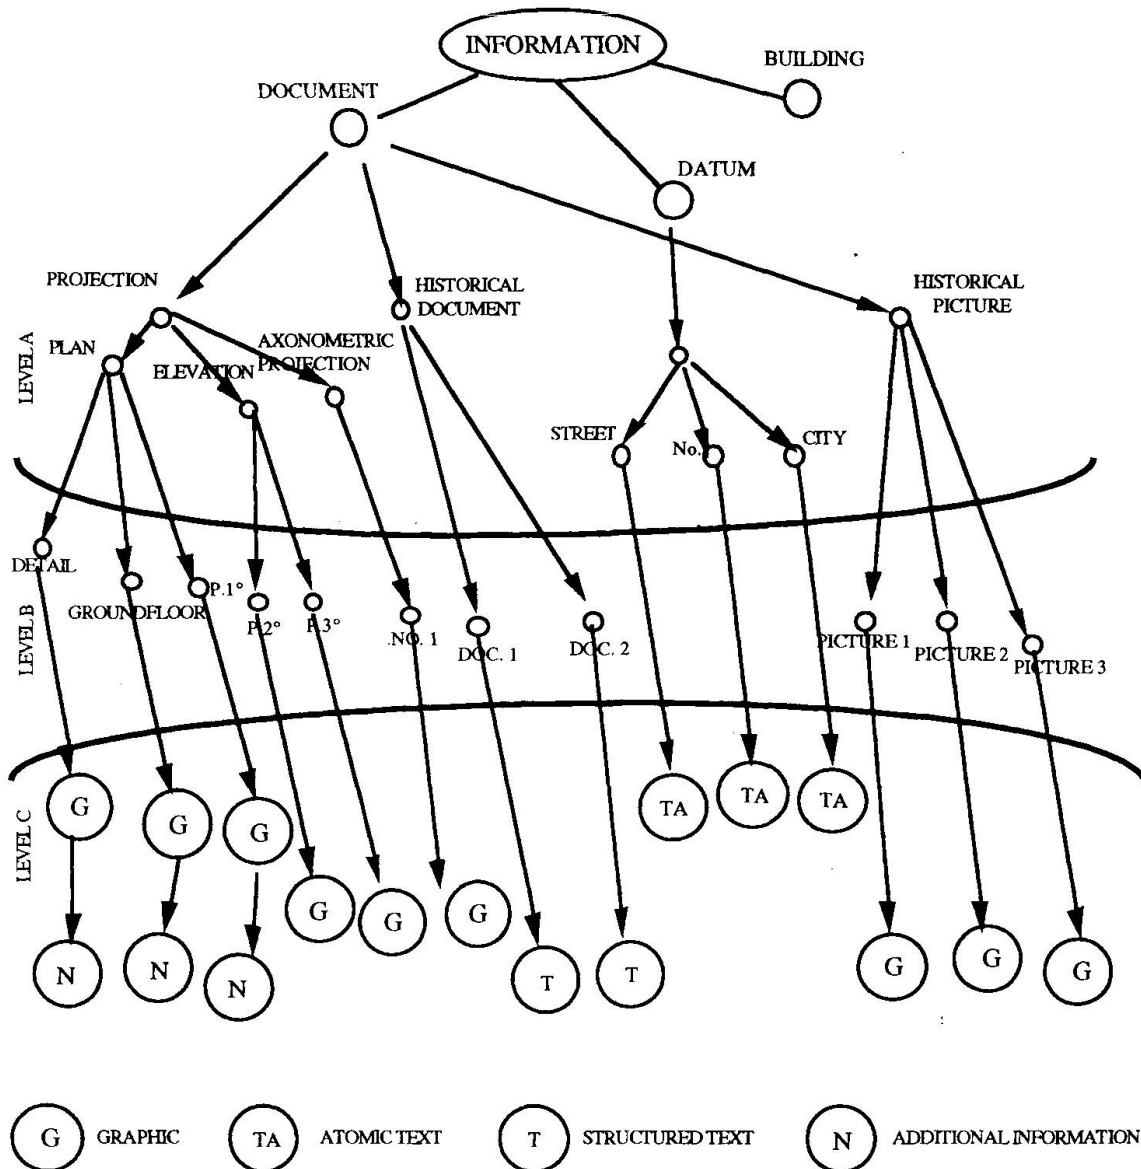 INFORMATION
BUILDING
DOCUMENT
DATUM
PROJECTION
HISTORICAL
DOCUMENT
HISTORICAL
PICTURE
LEVEL A
PLAN
ELEVATION
AXONOMETRIC
PROJECTION
STREET
No.
CITY
LEVEL B
DETAIL
GROUNDFLOOR
P.1°
P.2°
P.3°
.NO. 1
DOC. 1
DOC. 2
PICTURE 1
PICTURE 2
PICTURE 3
LEVEL C
G
G
G
TA
TA
TA
G
G
G
N
N
N
T
T
G
G
G
G GRAPHIC
TA ATOMIC TEXT
T STRUCTURED TEXT
N ADDITIONAL INFORMATION